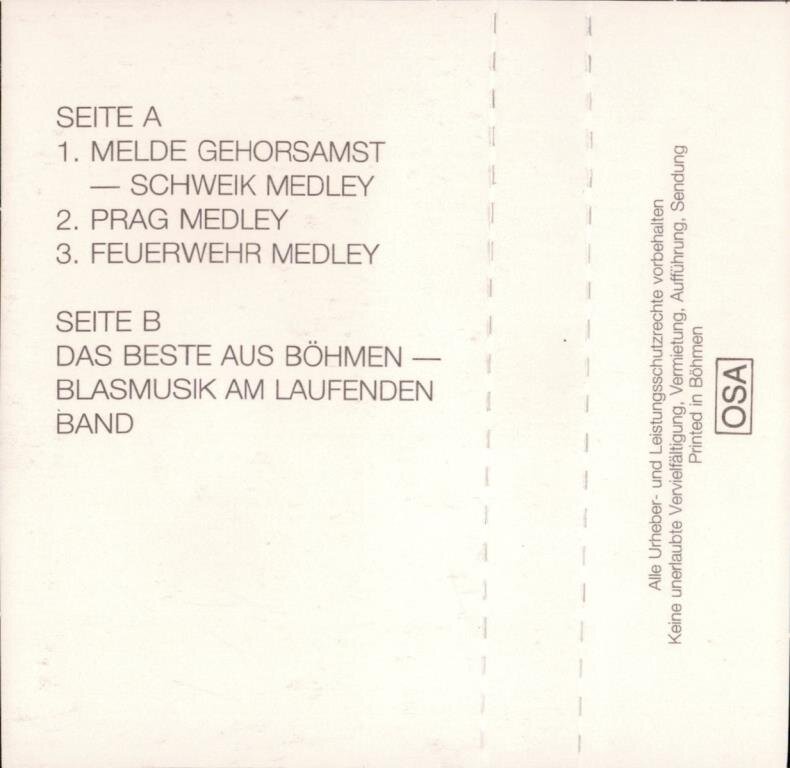 SEITE A
1. MELDE GEHORSAMST
— SCHWEIK MEDLEY
2. PRAG MEDLEY
3. FEUERWEHR MEDLEY
SEITE B
DAS BESTE AUS BÖHMEN —
BLASMUSIK AM LAUFENDEN
BAND
Alle Urheber- und Leistungsschutzrechte vorbehalten
Keine unerlaubte Vervielfältigung, Vermietung, Aufführung, Sendung
Printed in Böhmen
OSA